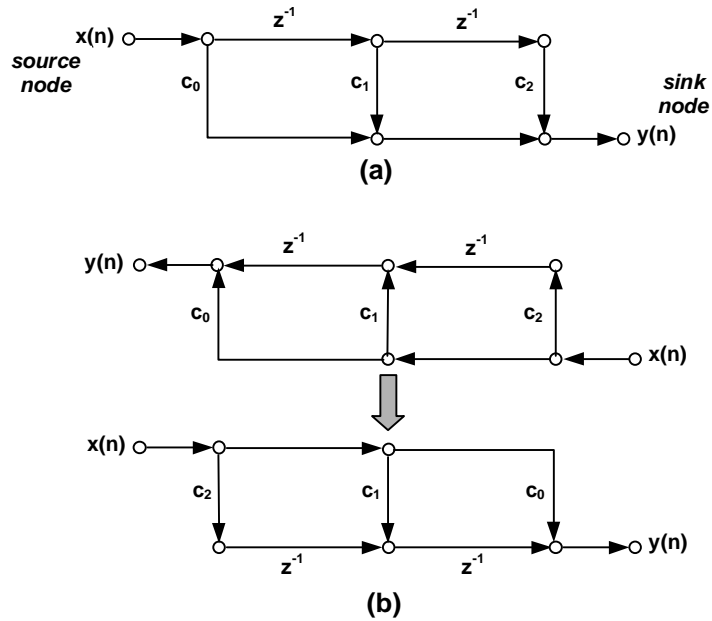 x(n) z⁻¹ z⁻¹
source node
c₀ c₁ c₂
sink node
y(n)
(a)
y(n) z⁻¹ z⁻¹
c₀ c₁ c₂
x(n)
x(n)
c₂ c₁ c₀
z⁻¹ z⁻¹ y(n)
(b)